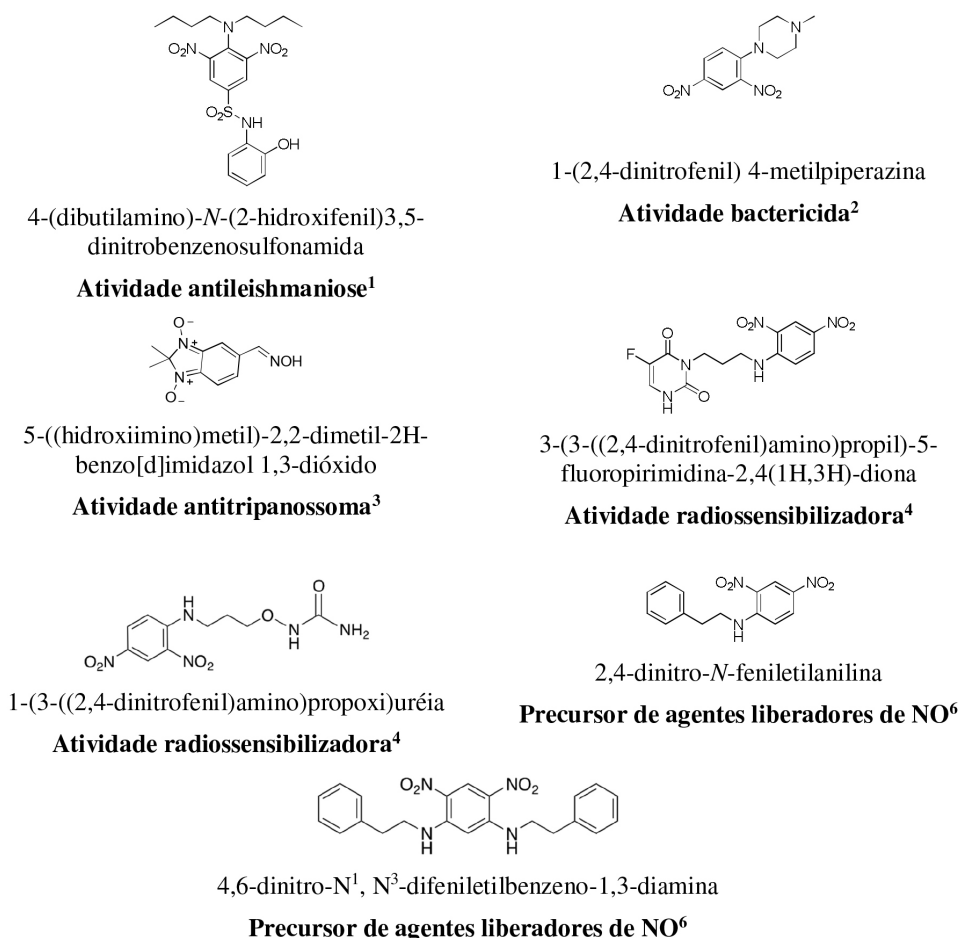 N
O₂N
NO₂
O₂S
NH
OH
4-(dibutilamino)-N-(2-hidroxifenil)3,5-
dinitrobenzenosulfonamida
Atividade antileishmaniose¹
N
N
O₂N
NO₂
1-(2,4-dinitrofenil) 4-metilpiperazina
Atividade bactericida²
O⁻
N⁺
NOH
N⁺
O⁻
5-((hidroxiimino)metil)-2,2-dimetil-2H-
benzo[d]imidazol 1,3-dióxido
Atividade antitripanossoma³
O
F
N
N
H
O
O₂N
NO₂
N
H
3-(3-((2,4-dinitrofenil)amino)propil)-5-
fluoropirimidina-2,4(1H,3H)-diona
Atividade radiossensibilizadora⁴
H
N
O₂N
NO₂
O
N
H
O
NH₂
1-(3-((2,4-dinitrofenil)amino)propoxi)uréia
Atividade radiossensibilizadora⁴
O₂N
NO₂
N
H
2,4-dinitro-N-feniletilanilina
Precursor de agentes liberadores de NO⁶
O₂N
NO₂
N
H
N
H
4,6-dinitro-N¹, N³-difeniletilbenzeno-1,3-diamina
Precursor de agentes liberadores de NO⁶